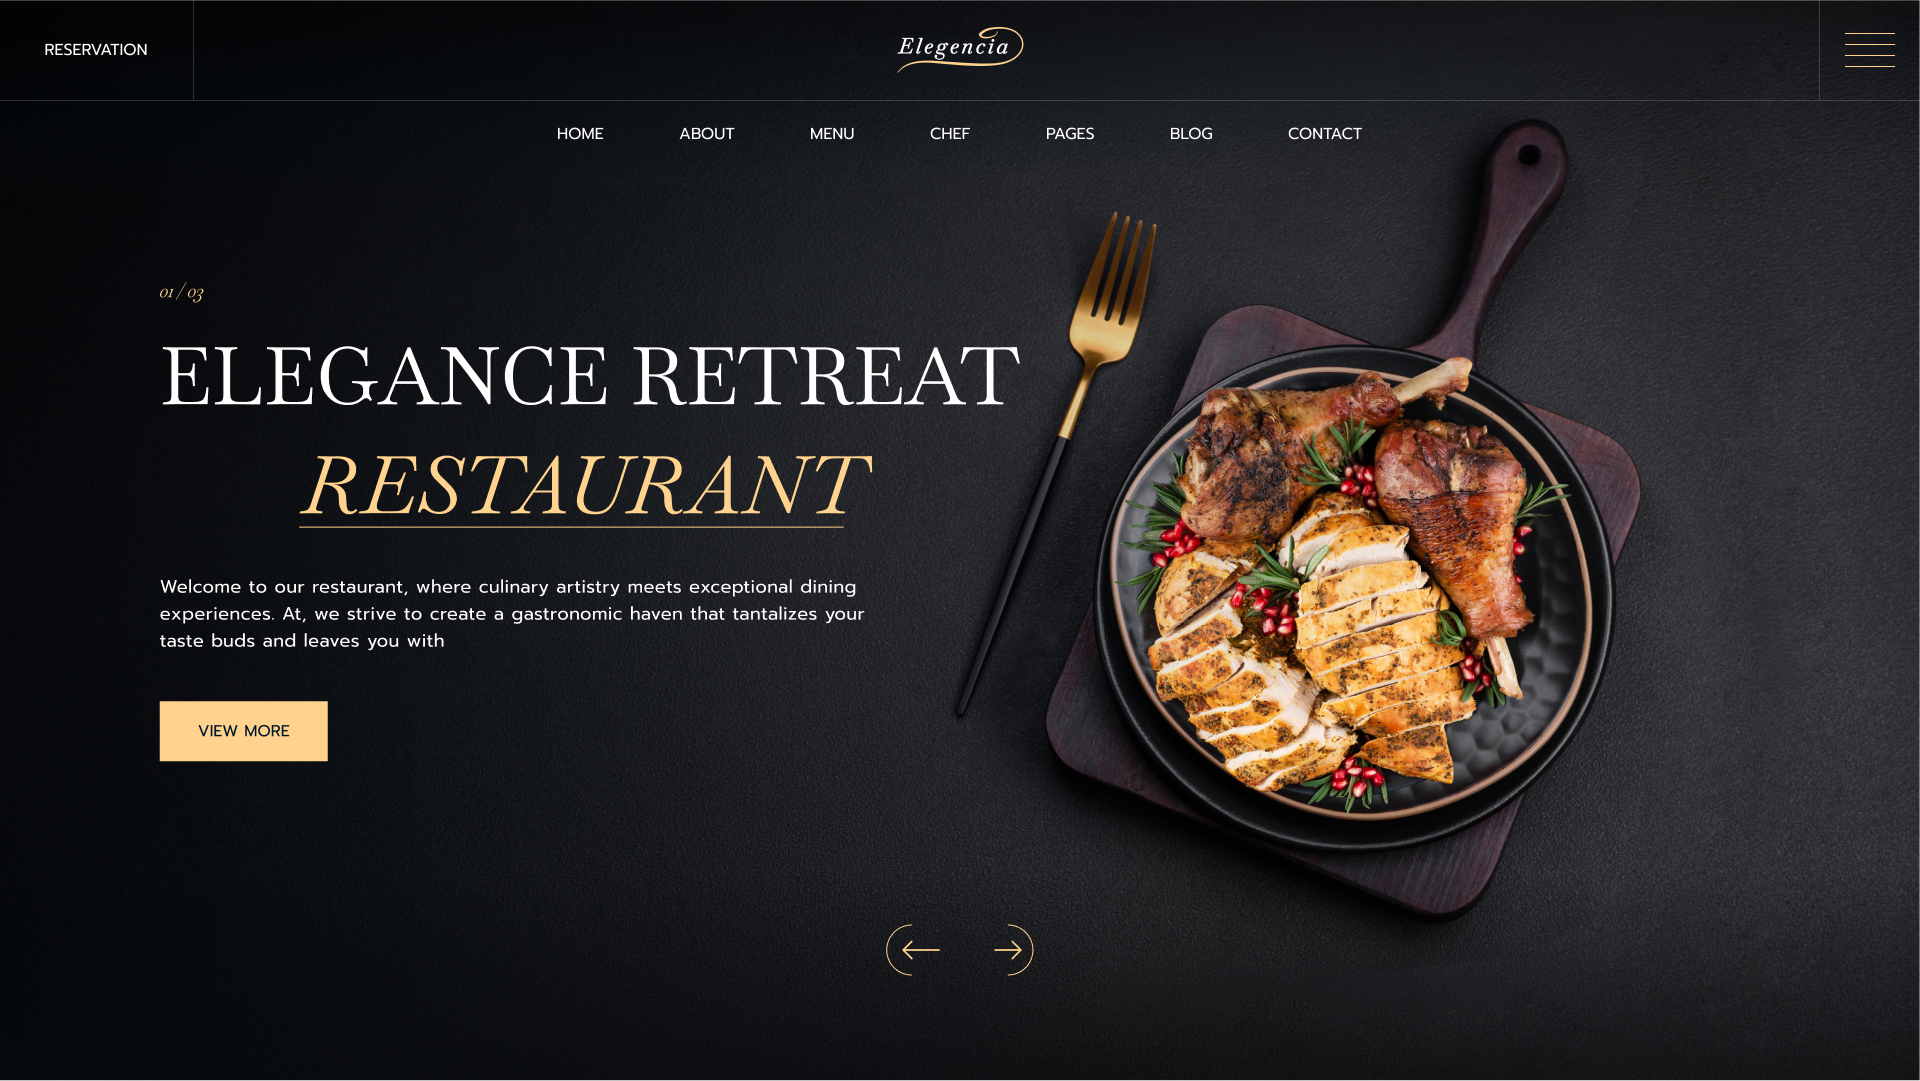 RESERVATION
Elegencia
HOME
ABOUT
MENU
CHEF
PAGES
BLOG
CONTACT
01 / 03
ELEGANCE RETREAT
RESTAURANT
Welcome to our restaurant, where culinary artistry meets exceptional dining
experiences. At, we strive to create a gastronomic haven that tantalizes your
taste buds and leaves you with
VIEW MORE